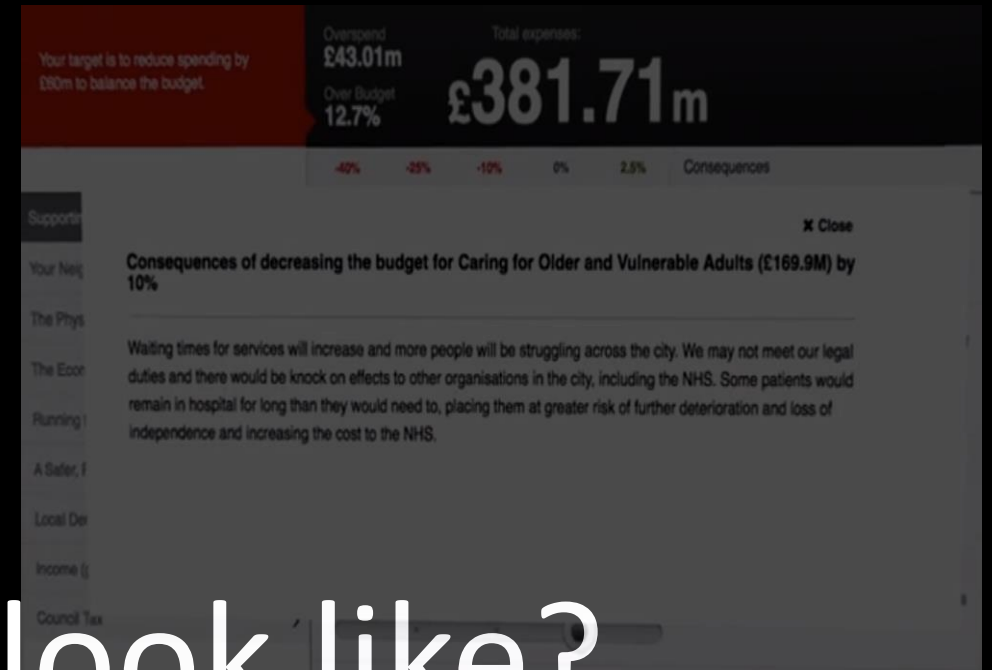 Your target is to reduce spending by
£60m to balance the budget.
Overspend
£43.01m
Over Budget
12.7%
Total expenses:
£381.71m
-40% -25% -10% 0% 2.5% Consequences
Supportin
Your Neig
The Phys
The Econ
Running t
A Safer, F
Local De
Income (
Council Tax
X Close
Consequences of decreasing the budget for Caring for Older and Vulnerable Adults (£169.9M) by
10%
Waiting times for services will increase and more people will be struggling across the city. We may not meet our legal
duties and there would be knock on effects to other organisations in the city, including the NHS. Some patients would
remain in hospital for long than they would need to, placing them at greater risk of further deterioration and loss of
independence and increasing the cost to the NHS.
look like?